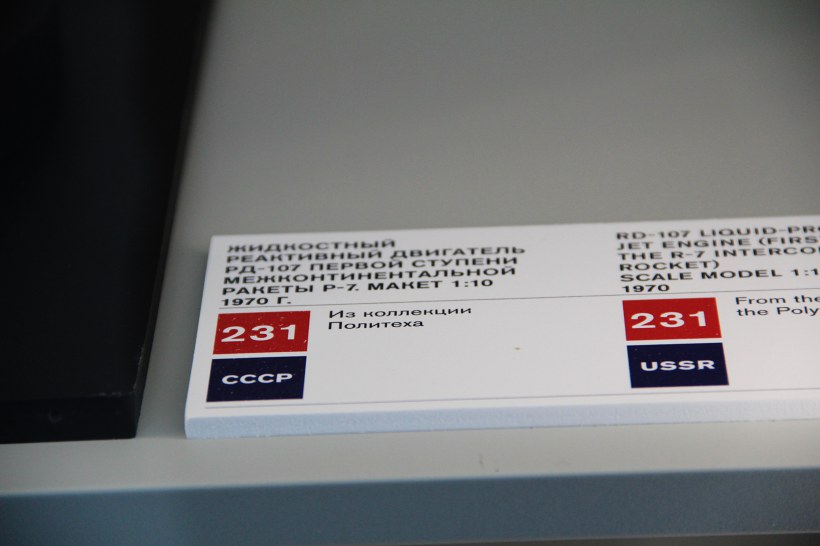 ЖИДКОСТНЫЙ
РЕАКТИВНЫЙ ДВИГАТЕЛЬ
РД-107 ПЕРВОЙ СТУПЕНИ
МЕЖКОНТИНЕНТАЛЬНОЙ
РАКЕТЫ Р-7. МАКЕТ 1:10
1970 Г.
231
СССР
Из коллекции
Политеха
RD-107 LIQUID-PR
JET ENGINE (FIRS
THE R-7 INTERCO
ROCKET)
SCALE MODEL 1:1
1970
231
USSR
From the
the Poly